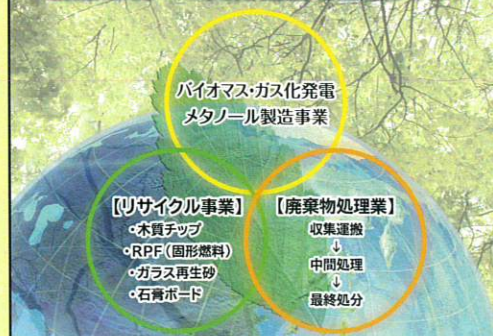 バイオマス・ガス化発電
メタノール製造事業
【リサイクル事業】
・木質チップ
・RPF(固形燃料)
・ガラス再生砂
・石膏ボード
【廃棄物処理業】
収集運搬
↓
中間処理
↓
最終処分